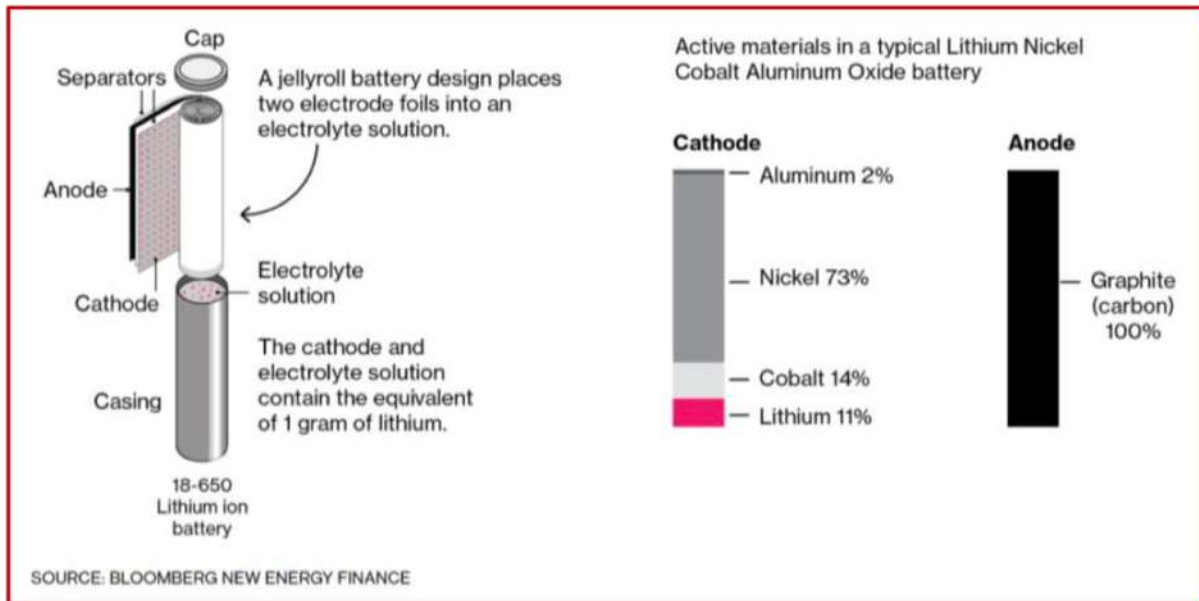 Cap
Separators
A jellyroll battery design places
two electrode foils into an
electrolyte solution.
Anode
Cathode
Electrolyte
solution
The cathode and
electrolyte solution
contain the equivalent
of 1 gram of lithium.
Casing
18-650
Lithium ion
battery
Active materials in a typical Lithium Nickel
Cobalt Aluminum Oxide battery
Cathode
Aluminum 2%
Nickel 73%
Cobalt 14%
Lithium 11%
Anode
Graphite
(carbon)
100%
SOURCE: BLOOMBERG NEW ENERGY FINANCE